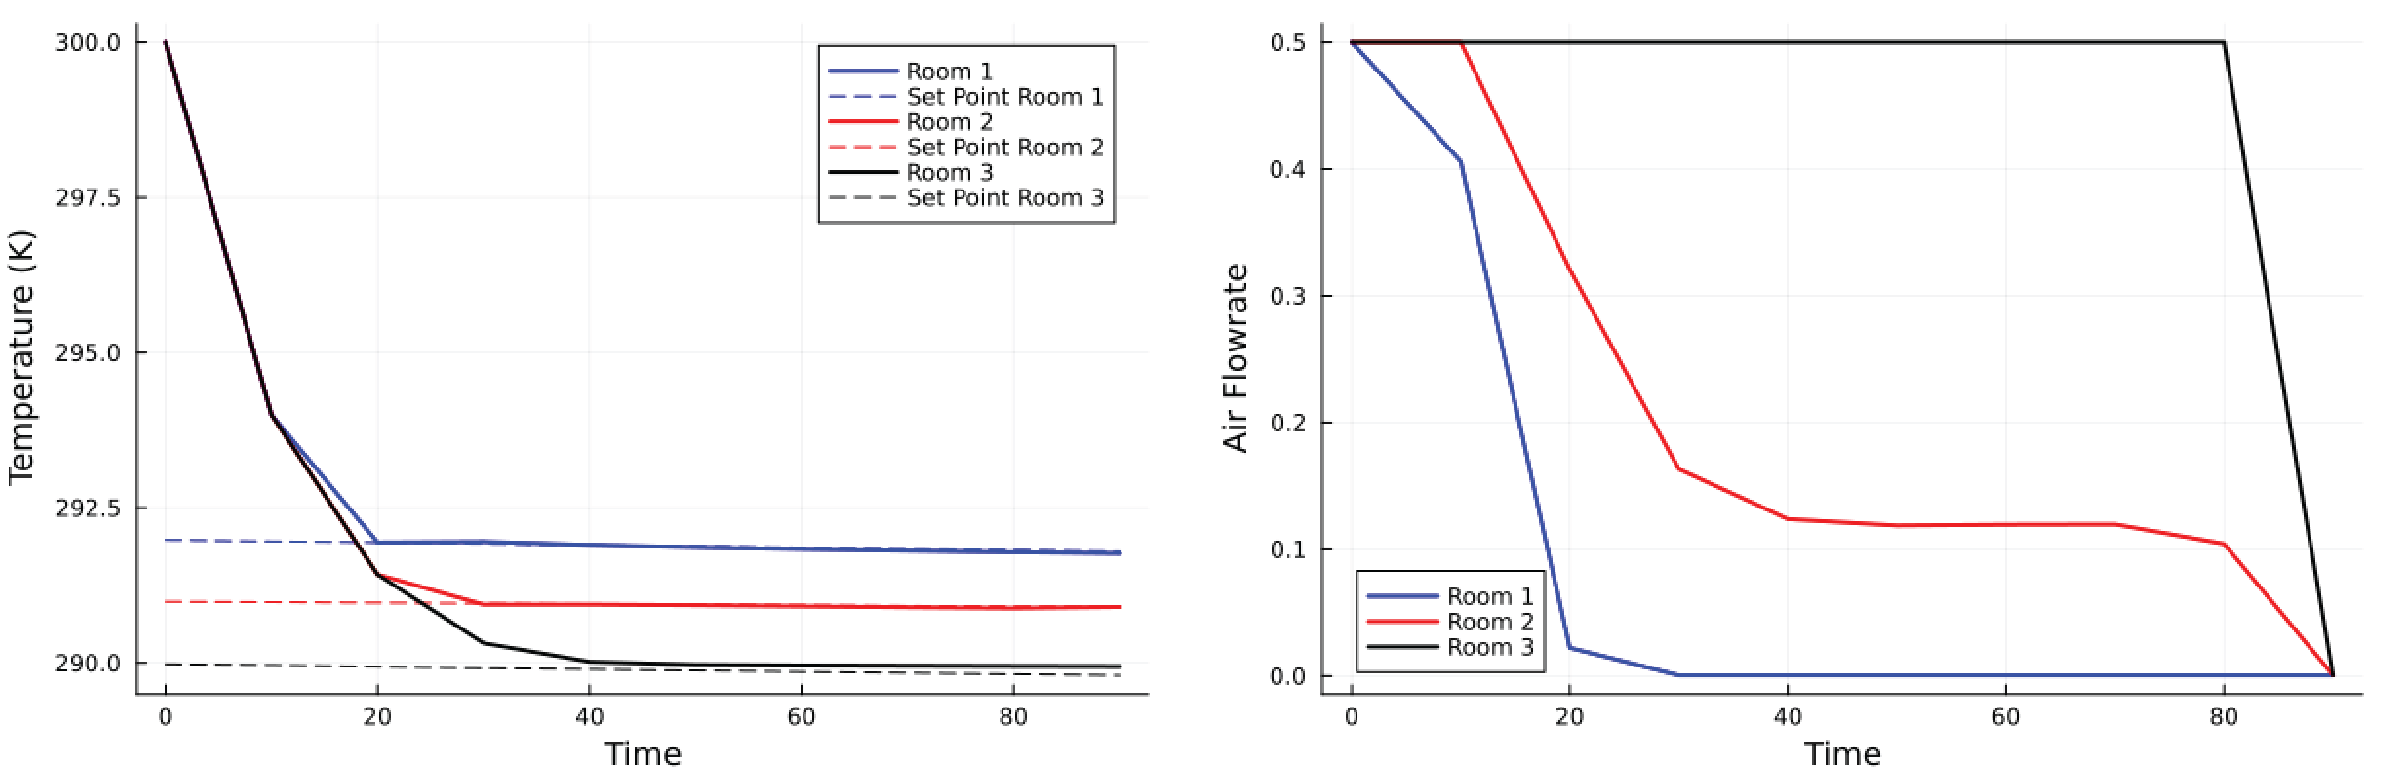 Temperature (K)
300.0
297.5
295.0
292.5
290.0
0 20 40 60 80
Time
Room 1
Set Point Room 1
Room 2
Set Point Room 2
Room 3
Set Point Room 3
Air Flowrate
0.5
0.4
0.3
0.2
0.1
0.0
0 20 40 60 80
Time
Room 1
Room 2
Room 3